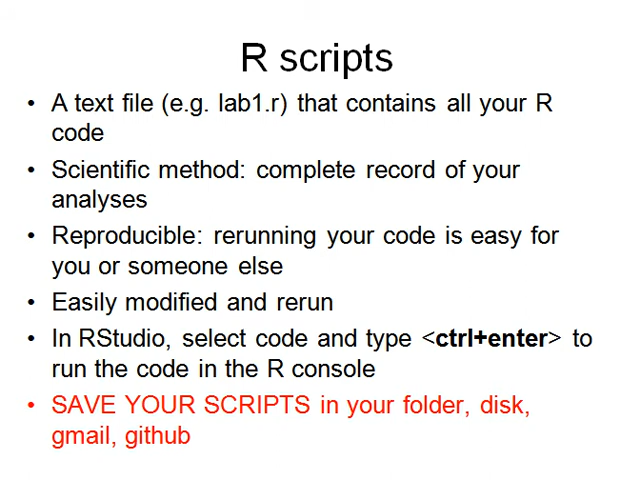 R scripts
• A text file (e.g. lab1.r) that contains all your R
code
• Scientific method: complete record of your
analyses
• Reproducible: rerunning your code is easy for
you or someone else
• Easily modified and rerun
• In RStudio, select code and type <ctrl+enter> to
run the code in the R console
• SAVE YOUR SCRIPTS in your folder, disk,
gmail, github